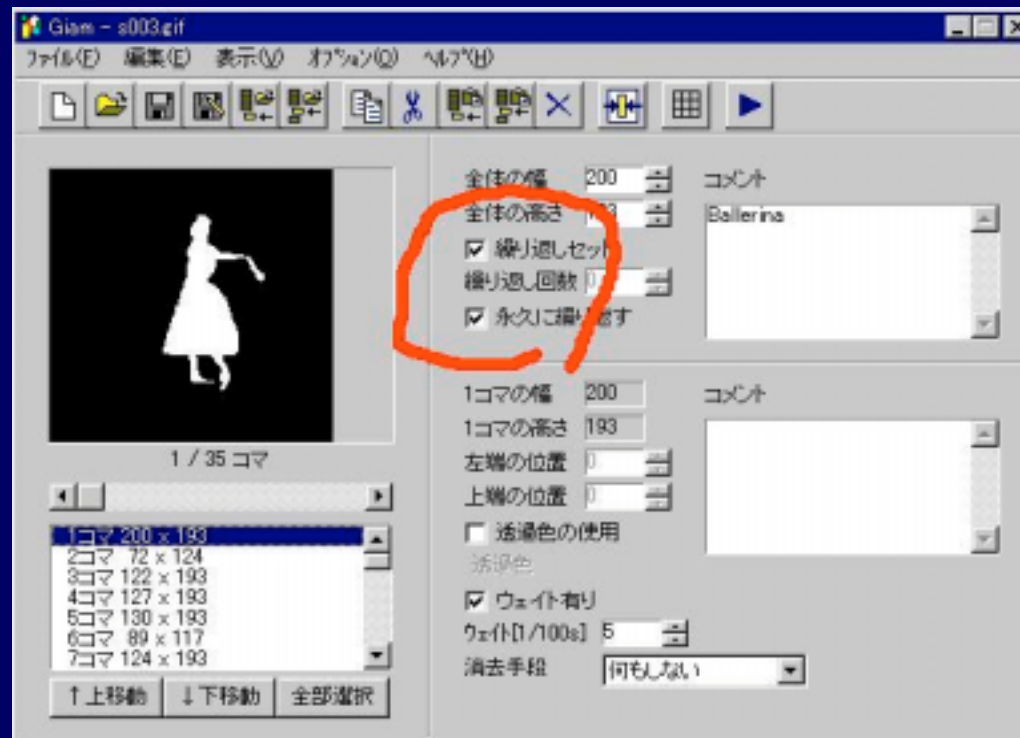 Giam - s003.gif
ファイル(F) 編集(E) 表示(V) オプション(O) ヘルプ(H)
全体の幅 200 コメント
全体の高さ 193 Ballerina
繰り返しセット
繰り返し回数 0
永久に繰り返す
1 / 35 コマ
1コマ 200 x 193
2コマ 72 x 124
3コマ 122 x 193
4コマ 127 x 193
5コマ 130 x 193
6コマ 89 x 117
7コマ 124 x 193
↑上移動 ↓下移動 全部選択
1コマの幅 200 コメント
1コマの高さ 193
左端の位置 0
上端の位置 0
透過色の使用
透過色
ウェイト有り
ウェイト[1/100s] 5
消去手段 何もしない